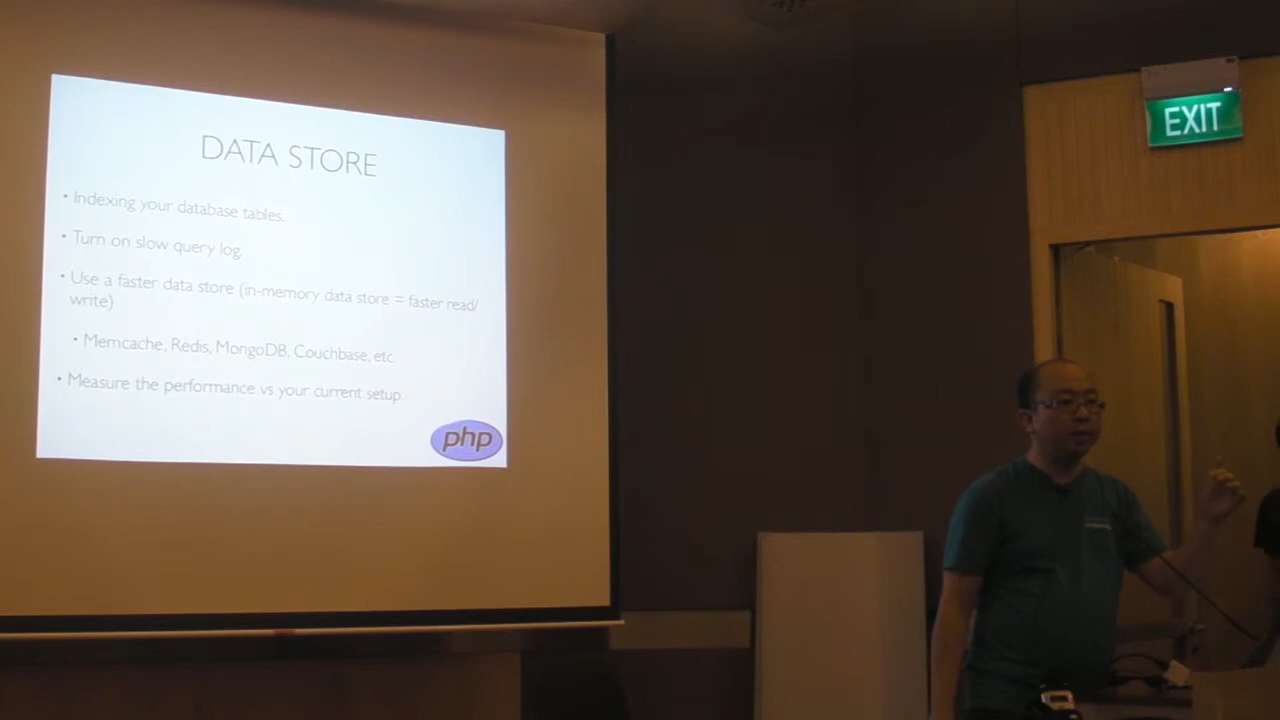 DATA STORE
• Indexing your database tables.
• Turn on slow query log.
• Use a faster data store (in-memory data store = faster read/
write)
• Memcache, Redis, MongoDB, Couchbase, etc.
• Measure the performance vs your current setup.
php
EXIT